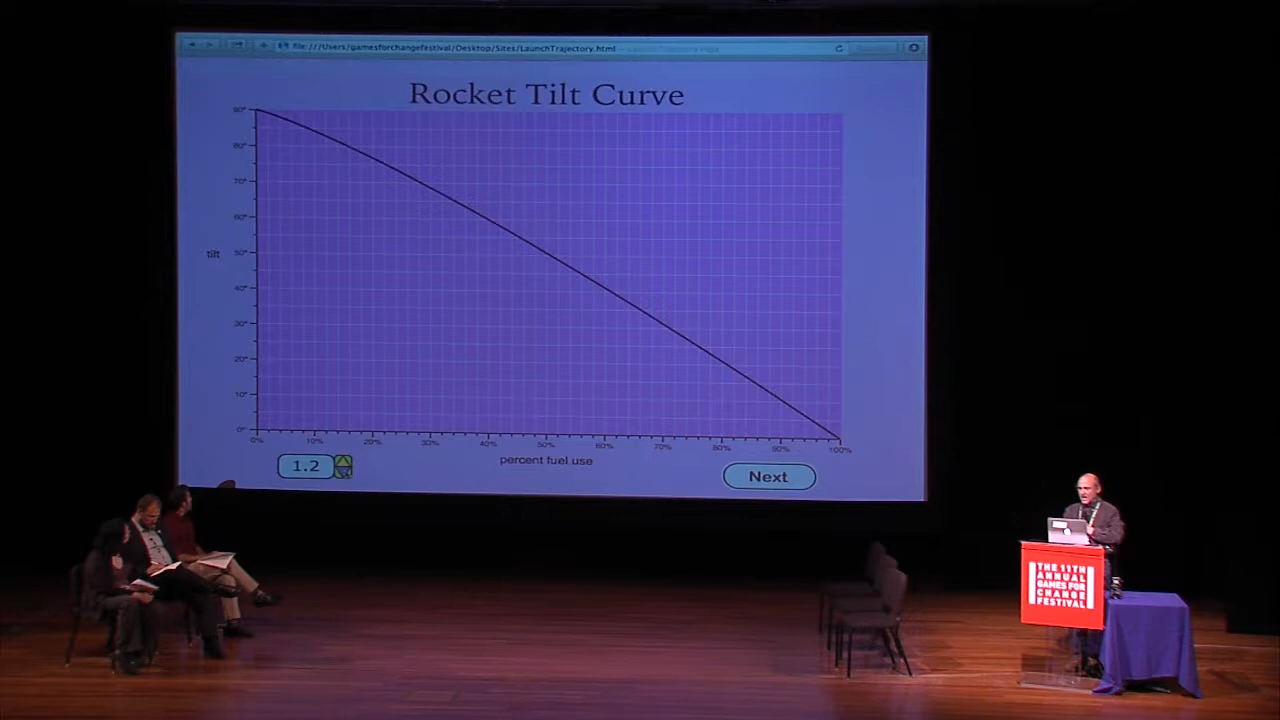 file:///Users/gamesforchangefestival/Desktop/Sites/LaunchTrajectory.html
Rocket Tilt Curve
90°
80°
70°
60°
50°
40°
30°
20°
10°
0°
tilt
0% 10% 20% 30% 40% 50% 60% 70% 80% 90% 100%
percent fuel use
1.2
Next
THE 11TH
ANNUAL
GAMES FOR
CHANGE
FESTIVAL